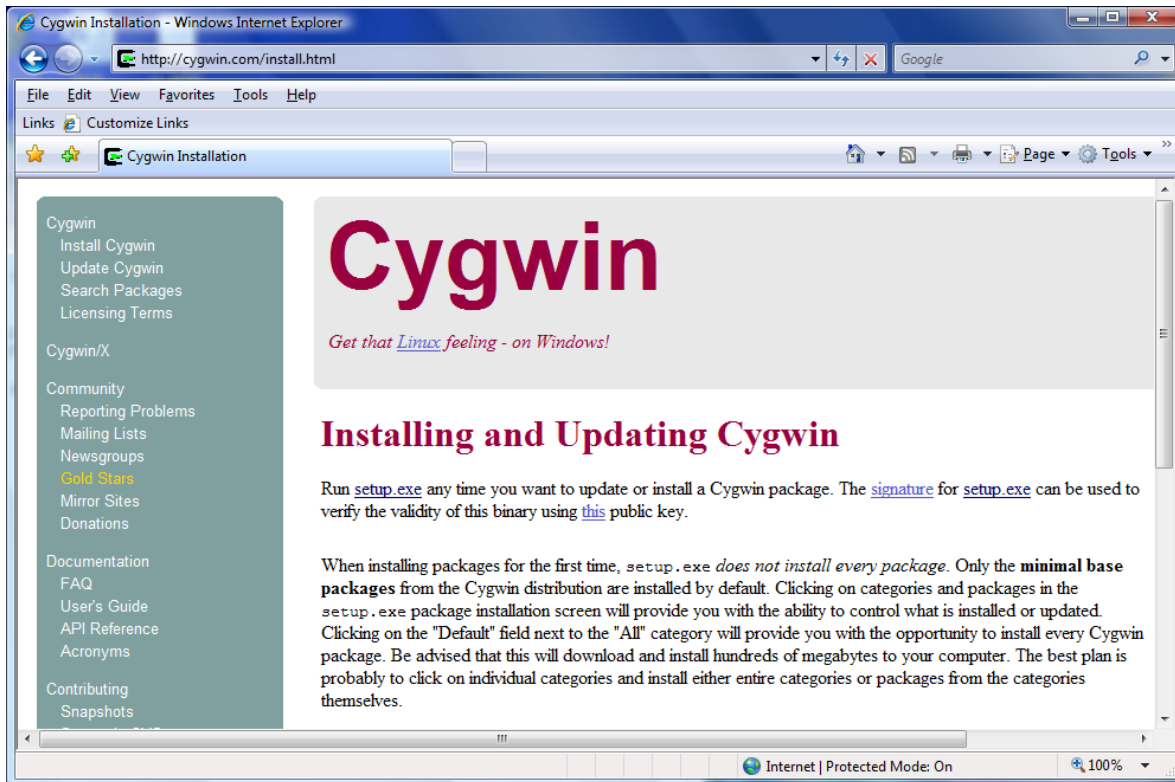 Cygwin Installation - Windows Internet Explorer
http://cygwin.com/install.html
Google
File Edit View Favorites Tools Help
Links Customize Links
Cygwin Installation
Page Tools
Cygwin
Install Cygwin
Update Cygwin
Search Packages
Licensing Terms
Cygwin/X
Community
Reporting Problems
Mailing Lists
Newsgroups
Gold Stars
Mirror Sites
Donations
Documentation
FAQ
User's Guide
API Reference
Acronyms
Contributing
Snapshots
Cygwin
Get that Linux feeling - on Windows!
Installing and Updating Cygwin
Run setup.exe any time you want to update or install a Cygwin package. The signature for setup.exe can be used to
verify the validity of this binary using this public key.
When installing packages for the first time, setup.exe does not install every package. Only the minimal base
packages from the Cygwin distribution are installed by default. Clicking on categories and packages in the
setup.exe package installation screen will provide you with the ability to control what is installed or updated.
Clicking on the "Default" field next to the "All" category will provide you with the opportunity to install every Cygwin
package. Be advised that this will download and install hundreds of megabytes to your computer. The best plan is
probably to click on individual categories and install either entire categories or packages from the categories
themselves.
Internet | Protected Mode: On
100%